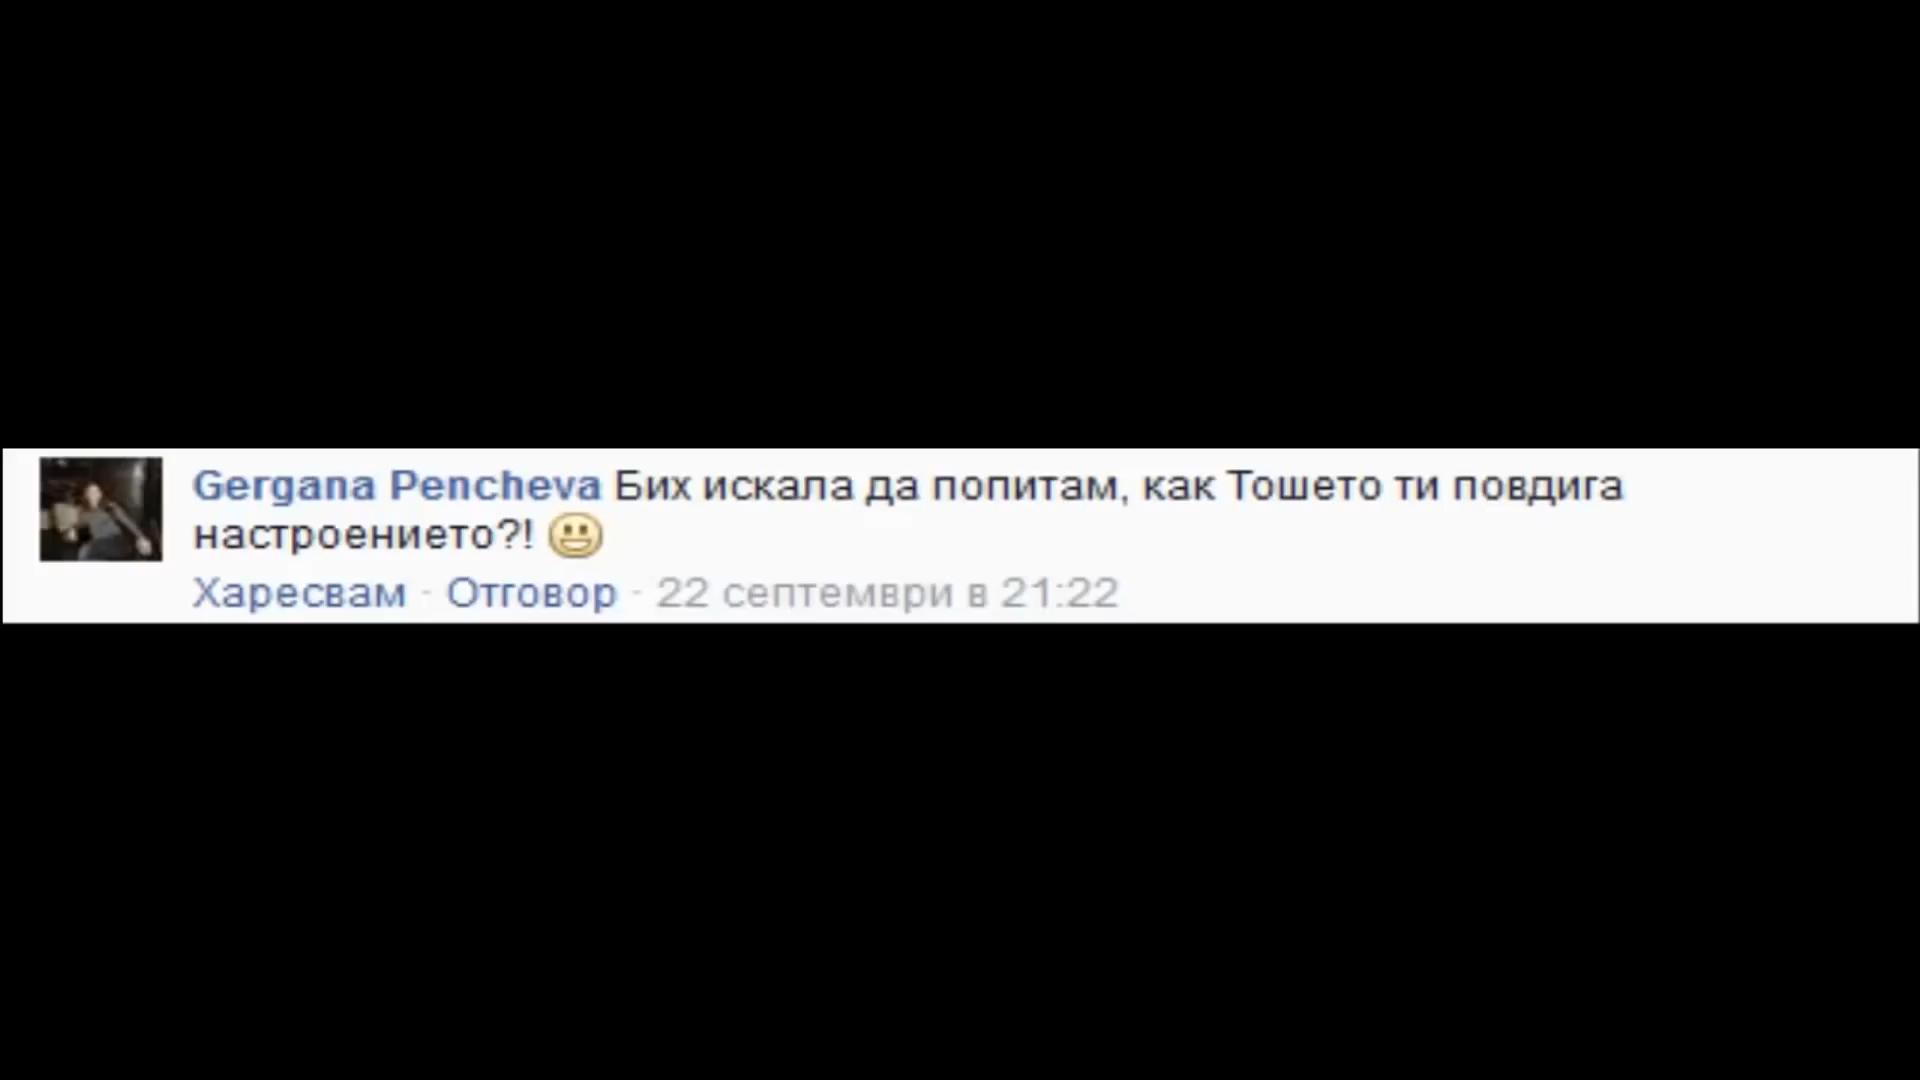 Gergana Pencheva Бих искала да попитам, как Тошето ти повдига
настроението?! 😃
Харесвам · Отговор · 22 септември в 21:22